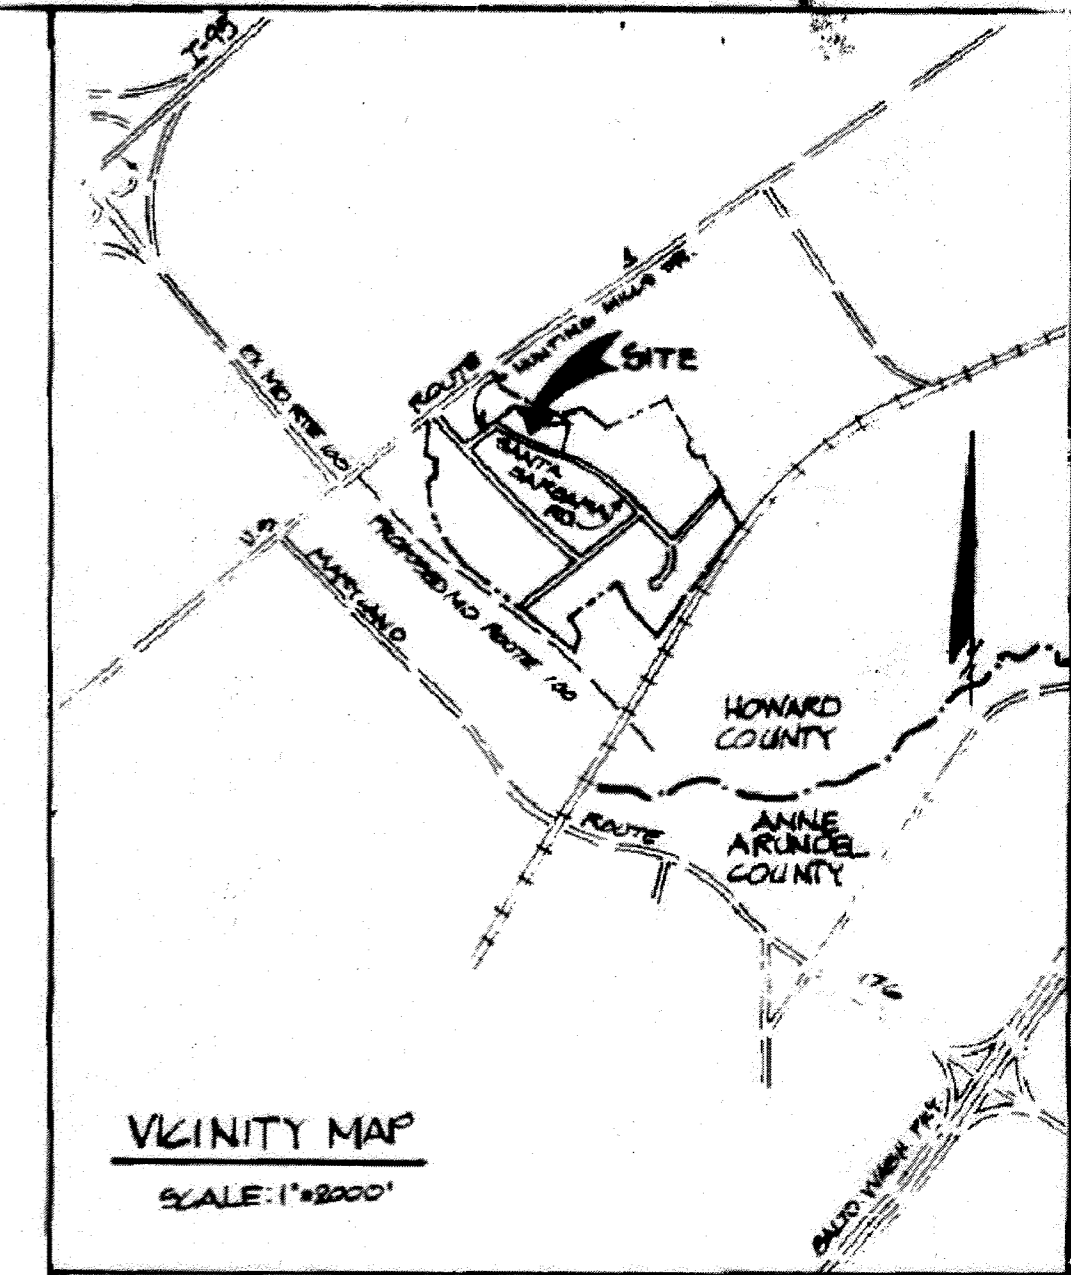 I-95
1
HUNTING HILLS DR.
ROUTE
SITE
EX MD RTE 100
SANTA
BARBARA
RD
U.S
MARYLAND
PROPOSED MD ROUTE 100
HOWARD
COUNTY
ROUTE
ANNE
ARUNDEL
COUNTY
176
BALTO WASH PKY.
VICINITY MAP
SCALE: 1"=2000'